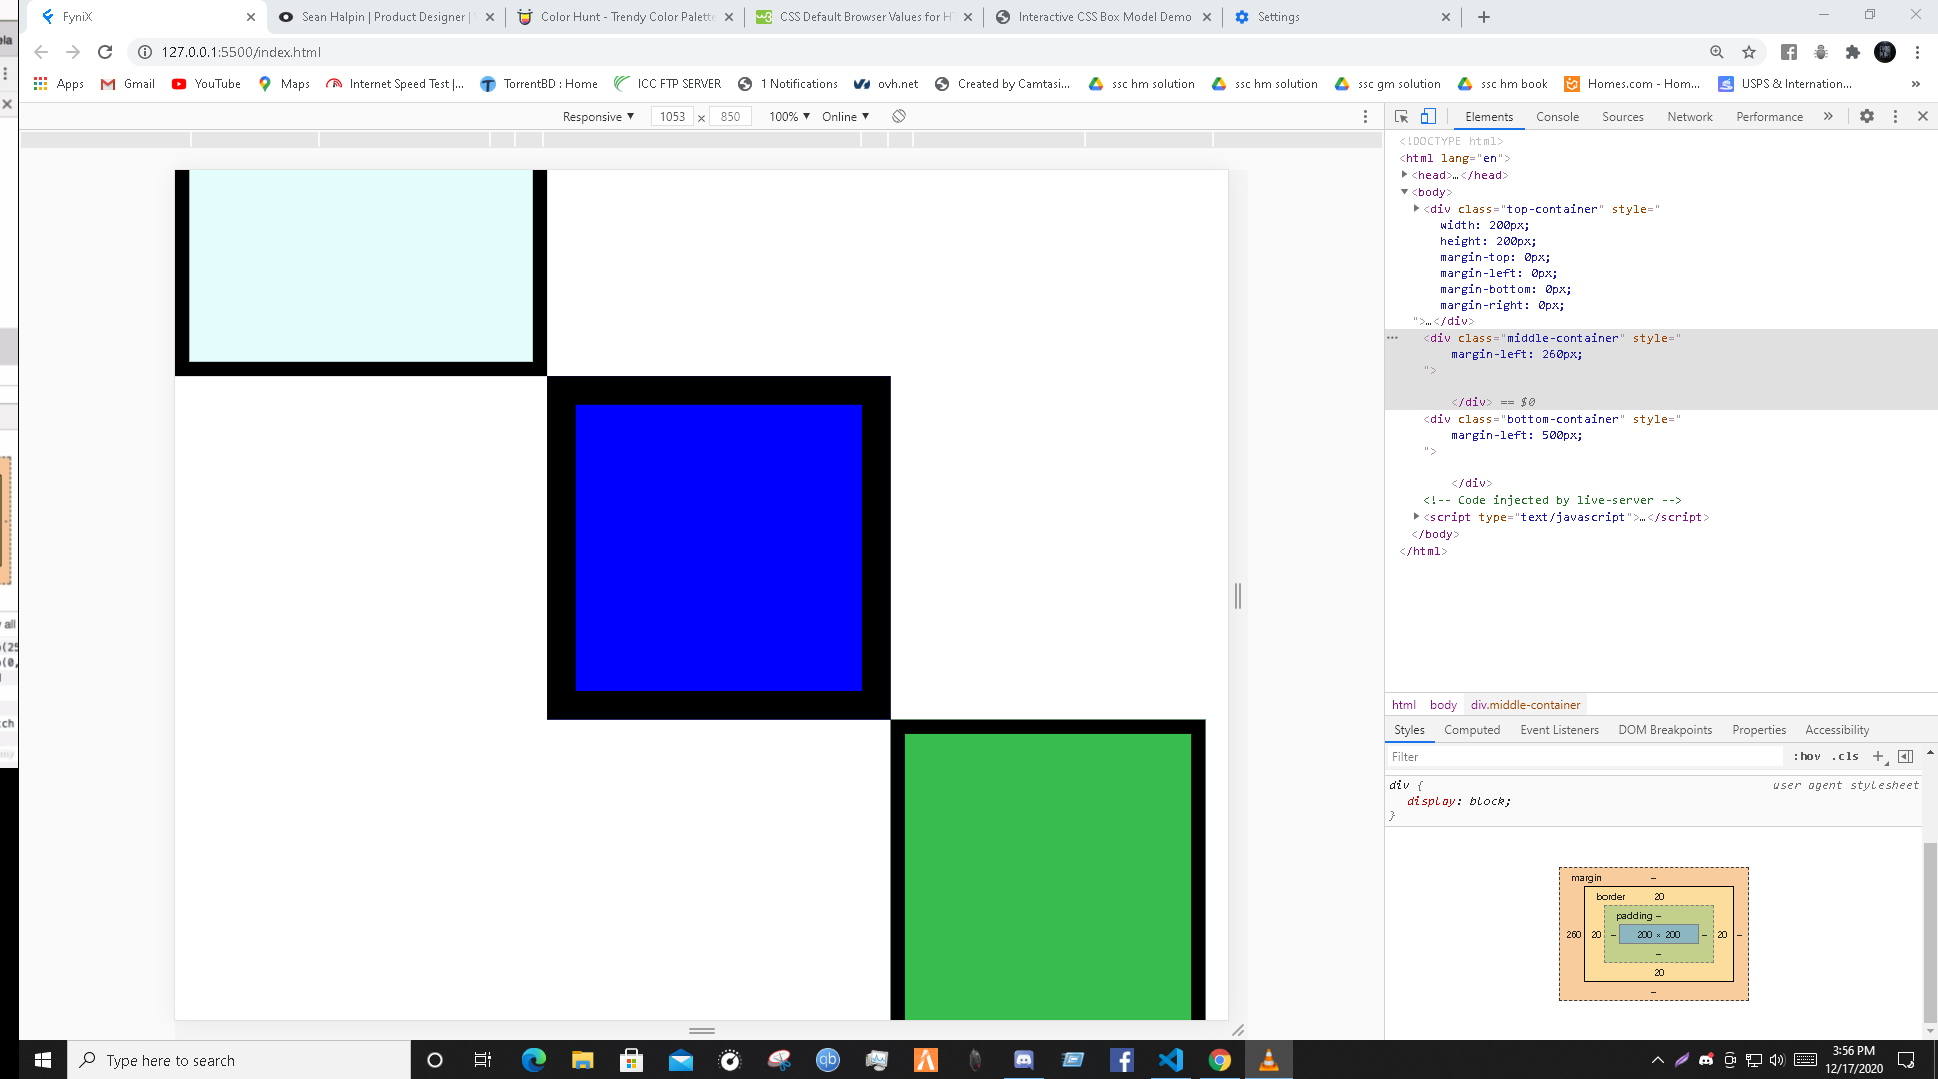 FyniX
Sean Halpin | Product Designer |
Color Hunt - Trendy Color Palette
CSS Default Browser Values for H
Interactive CSS Box Model Demo
Settings
127.0.0.1:5500/index.html
Apps
Gmail
YouTube
Maps
Internet Speed Test |...
TorrentBD : Home
ICC FTP SERVER
1 Notifications
ovh.net
Created by Camtasi...
ssc hm solution
ssc hm solution
ssc gm solution
ssc hm book
Homes.com - Hom...
USPS & Internation...
»
Responsive ▼ 1053 x 850 100% ▼ Online ▼
Elements Console Sources Network Performance »
<!DOCTYPE html>
<html lang="en">
<head>…</head>
<body>
<div class="top-container" style="
width: 200px;
height: 200px;
margin-top: 0px;
margin-left: 0px;
margin-bottom: 0px;
margin-right: 0px;
">…</div>
<div class="middle-container" style="
margin-left: 260px;
">
</div> == $0
<div class="bottom-container" style="
margin-left: 500px;
">
</div>
<!-- Code injected by live-server -->
<script type="text/javascript">…</script>
</body>
</html>
html body div.middle-container
Styles Computed Event Listeners DOM Breakpoints Properties Accessibility
Filter :hov .cls +
div { user agent stylesheet
display: block;
}
margin –
border 20
padding –
260 20 – 200 × 200 – 20 –
–
20
–
Type here to search
3:56 PM
12/17/2020